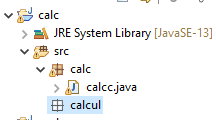 calc
JRE System Library [JavaSE-13]
src
calc
calcc.java
calcul